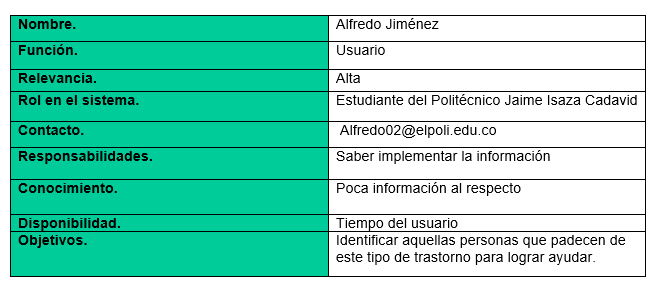 Nombre. Alfredo Jiménez
Función. Usuario
Relevancia. Alta
Rol en el sistema. Estudiante del Politécnico Jaime Isaza Cadavid
Contacto. Alfredo02@elpoli.edu.co
Responsabilidades. Saber implementar la información
Conocimiento. Poca información al respecto
Disponibilidad. Tiempo del usuario
Objetivos. Identificar aquellas personas que padecen de
este tipo de trastorno para lograr ayudar.